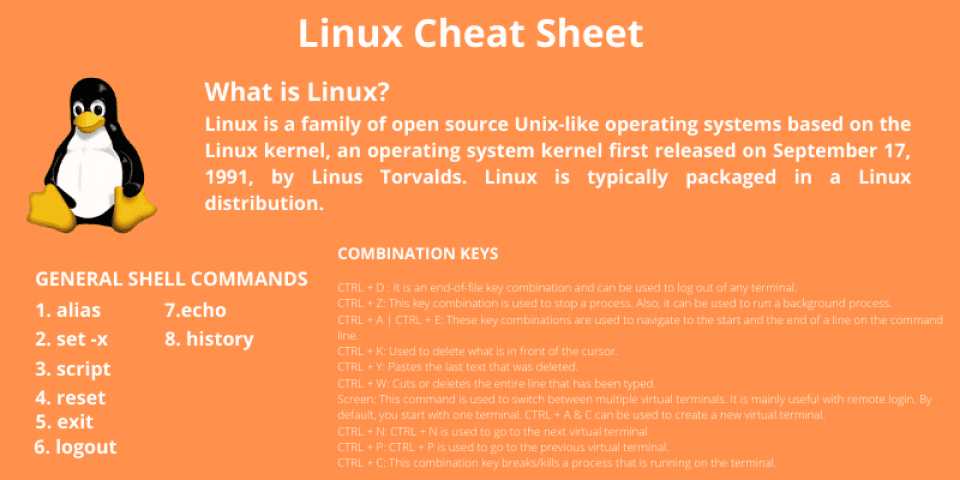 Linux Cheat Sheet
What is Linux?
Linux is a family of open source Unix-like operating systems based on the
Linux kernel, an operating system kernel first released on September 17,
1991, by Linus Torvalds. Linux is typically packaged in a Linux
distribution.
GENERAL SHELL COMMANDS
1. alias
2. set -x
3. script
4. reset
5. exit
6. logout
7.echo
8. history
COMBINATION KEYS
CTRL + D : It is an end-of-file key combination and can be used to log out of any terminal.
CTRL + Z: This key combination is used to stop a process. Also, it can be used to run a background process.
CTRL + A | CTRL + E: These key combinations are used to navigate to the start and the end of a line on the command
line.
CTRL + K: Used to delete what is in front of the cursor.
CTRL + Y: Pastes the last text that was deleted.
CTRL + W: Cuts or deletes the entire line that has been typed.
Screen: This command is used to switch between multiple virtual terminals. It is mainly useful with remote login. By
default, you start with one terminal. CTRL + A & C can be used to create a new virtual terminal.
CTRL + N: CTRL + N is used to go to the next virtual terminal
CTRL + P: CTRL + P is used to go to the previous virtual terminal.
CTRL + C: This combination key breaks/kills a process that is running on the terminal.